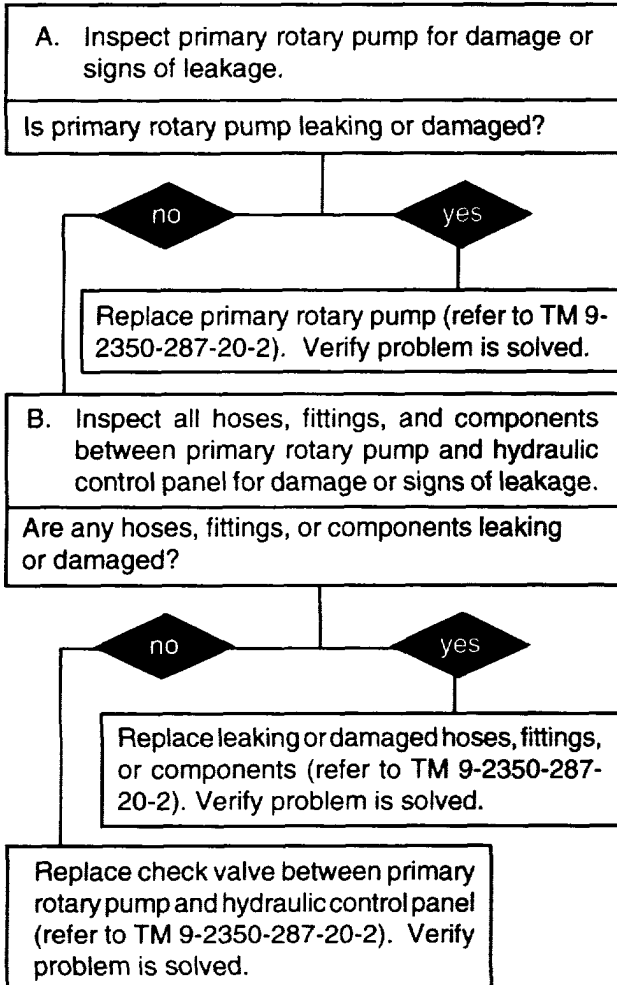 A. Inspect primary rotary pump for damage or
signs of leakage.
Is primary rotary pump leaking or damaged?
no
yes
Replace primary rotary pump (refer to TM 9-
2350-287-20-2). Verify problem is solved.
B. Inspect all hoses, fittings, and components
between primary rotary pump and hydraulic
control panel for damage or signs of leakage.
Are any hoses, fittings, or components leaking
or damaged?
no
yes
Replace leaking or damaged hoses, fittings,
or components (refer to TM 9-2350-287-
20-2). Verify problem is solved.
Replace check valve between primary
rotary pump and hydraulic control panel
(refer to TM 9-2350-287-20-2). Verify
problem is solved.